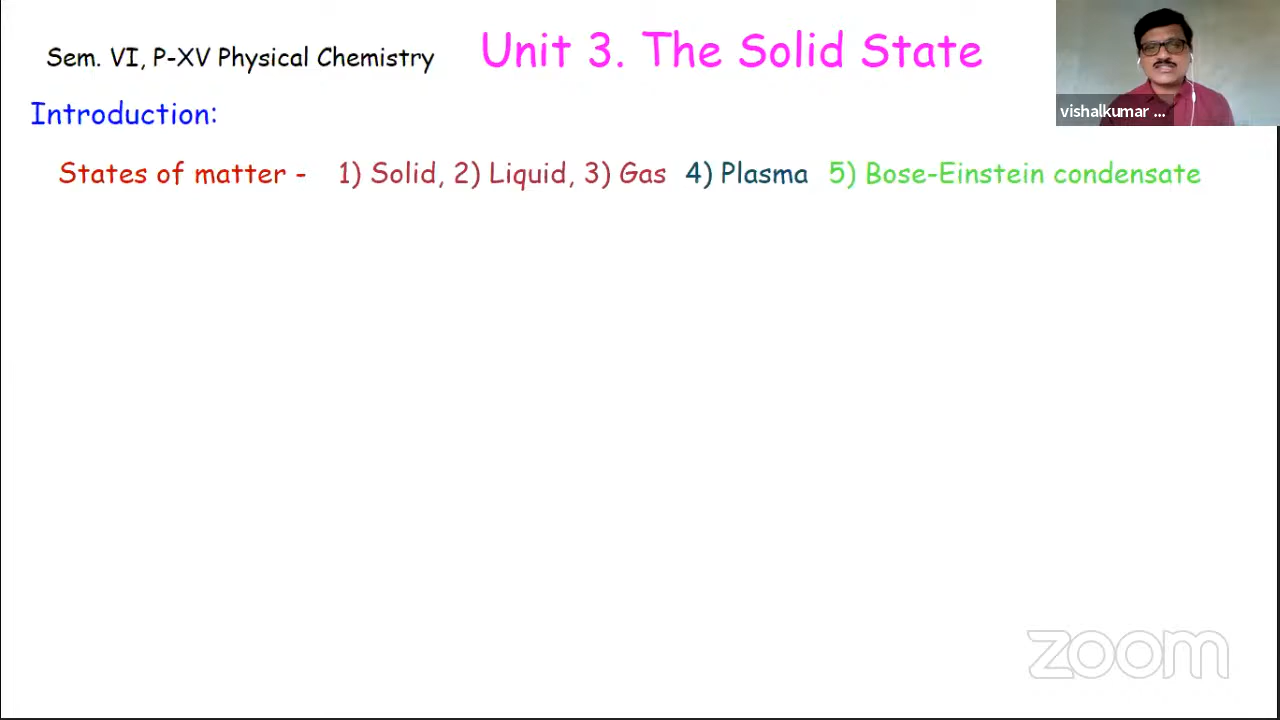 Sem. VI, P-XV Physical Chemistry Unit 3. The Solid State
vishalkumar ...
Introduction:
States of matter - 1) Solid, 2) Liquid, 3) Gas 4) Plasma 5) Bose-Einstein condensate
zoom